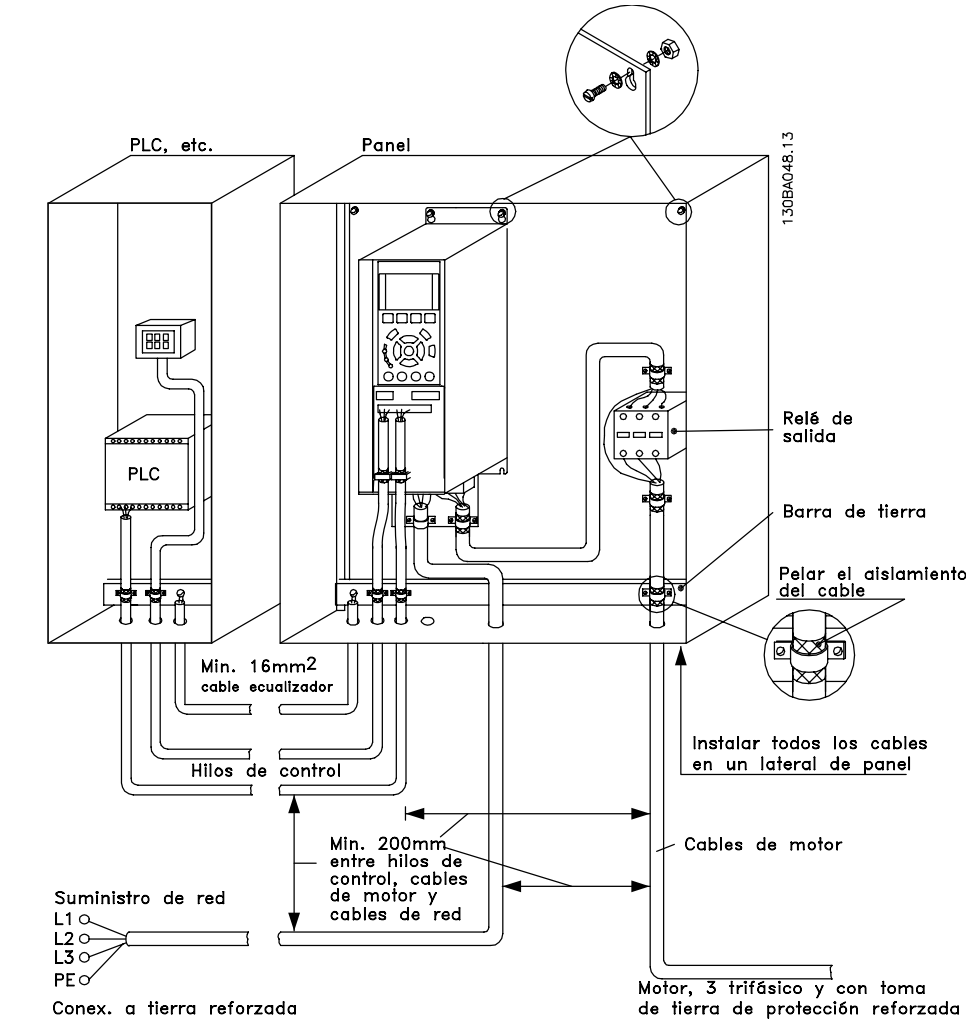 PLC, etc.
Panel
130BA048.13
PLC
Relé de
salida
Barra de tierra
Pelar el aislamiento
del cable
Min. 16mm2
cable ecualizador
Instalar todos los cables
en un lateral de panel
Hilos de control
Min. 200mm
entre hilos de
control, cables
de motor y
cables de red
Cables de motor
Suministro de red
L1
L2
L3
PE
Conex. a tierra reforzada
Motor, 3 trifásico y con toma
de tierra de protección reforzada